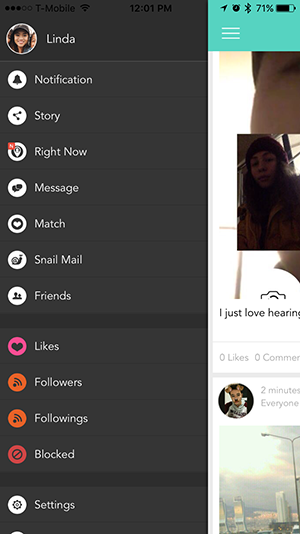 T-Mobile 12:01 PM 71%
Linda
Notification
Story
N
Right Now
Message
Match
Snail Mail
Friends
Likes
Followers
Followings
Blocked
Settings
I just love hearing
0 Likes 0 Commen
2 minutes
Everyone